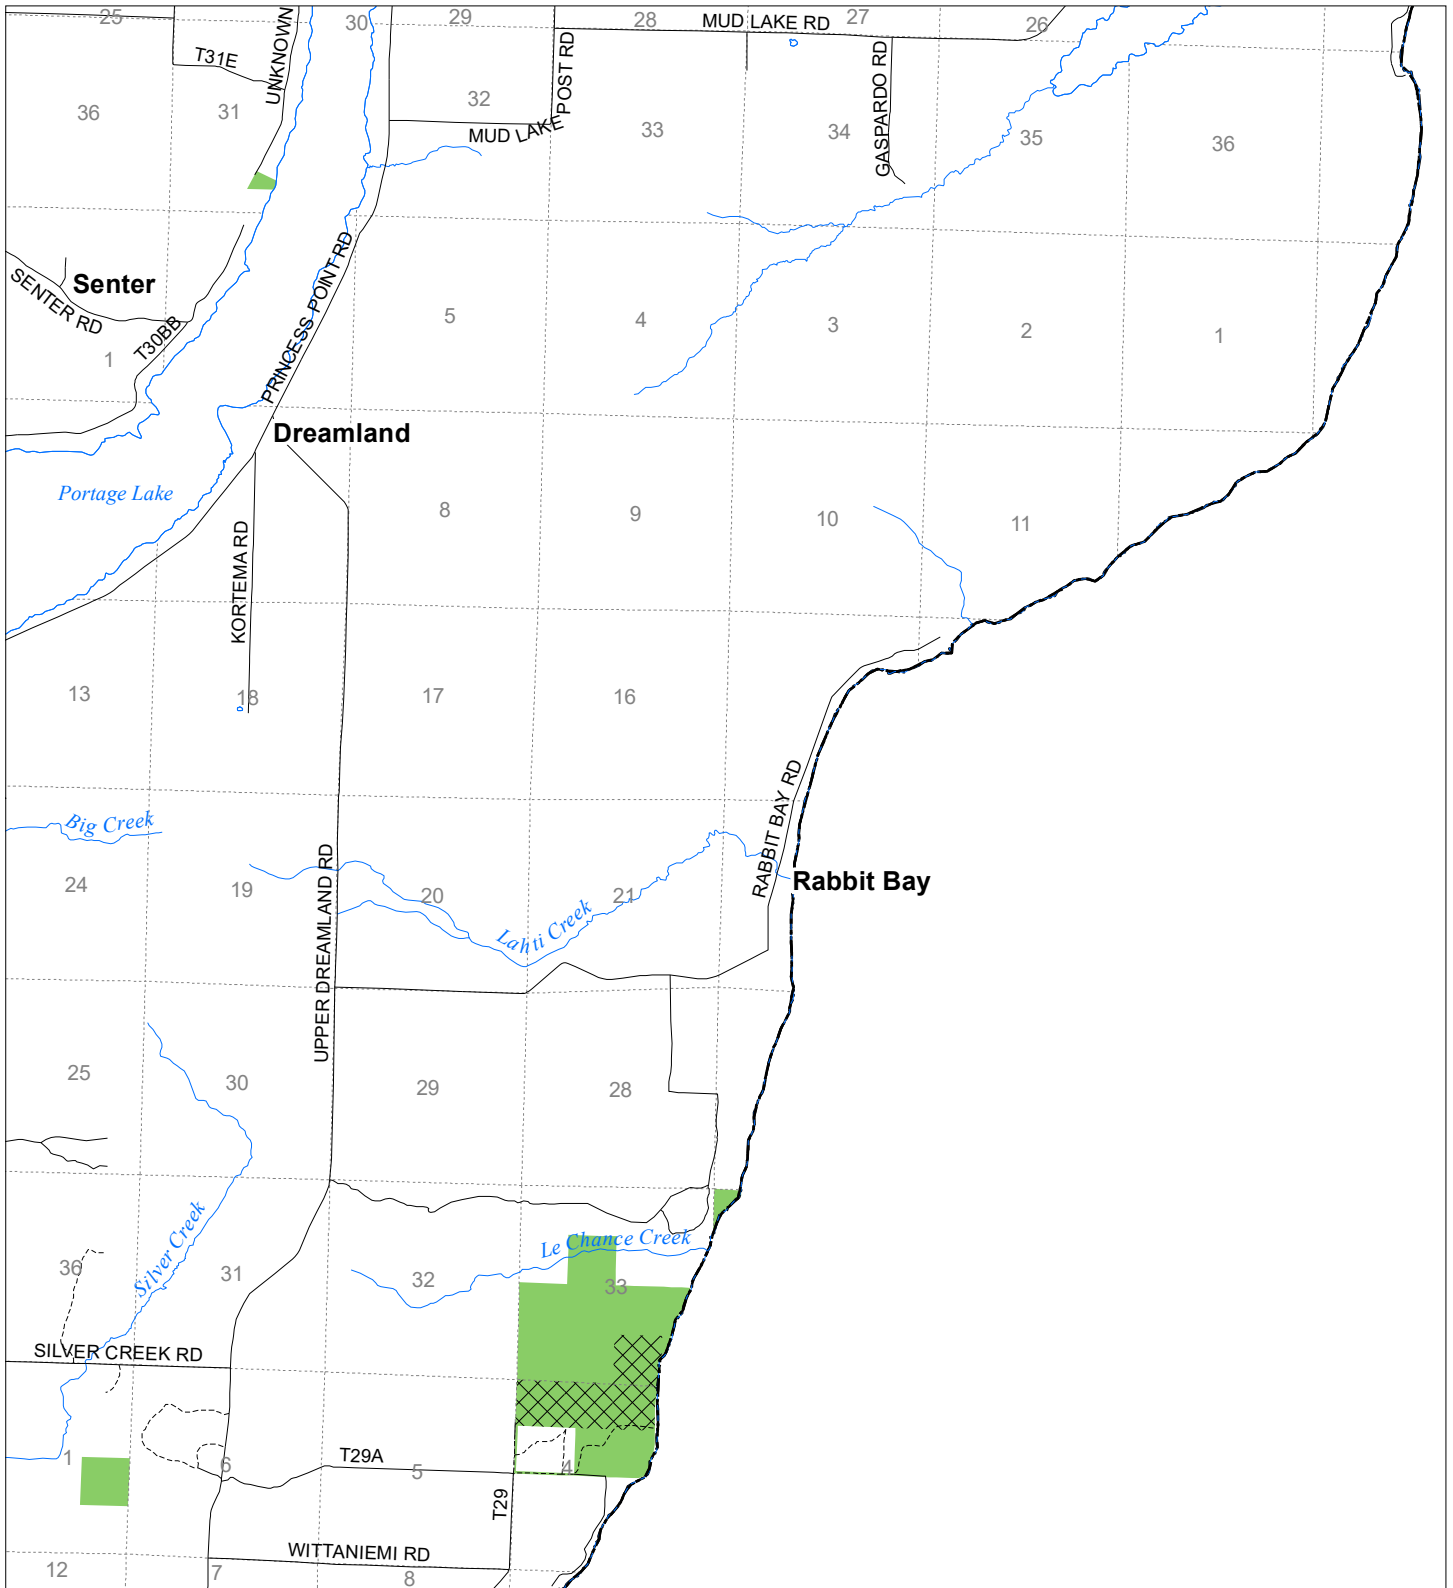 25
30
29
28
MUD LAKE RD
27
26
T31E
UNKNOWN
36
31
32
POST RD
MUD LAKE
33
34
GASPARDO RD
35
36
Senter
SENTER RD
T30BB
1
PRINCESS POINT RD
5
4
3
2
1
Dreamland
Portage Lake
8
9
10
11
KORTEMA RD
13
18
17
16
RABBIT BAY RD
Big Creek
24
19
UPPER DREAMLAND RD
20
21
Rabbit Bay
Lahti Creek
25
30
29
28
Silver Creek
Le Chance Creek
36
31
32
33
SILVER CREEK RD
1
6
T29A
5
4
T29
WITTANIEMI RD
12
7
8